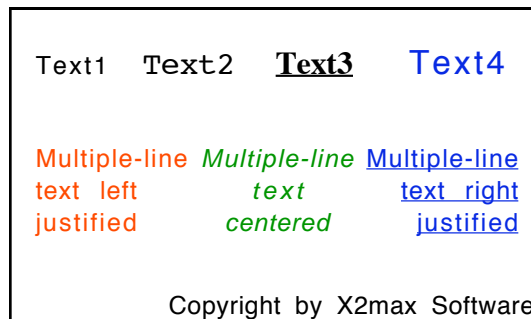 Text1 Text2 Text3 Text4
Multiple-line
text left
justified
Multiple-line
text
centered
Multiple-line
text right
justified
Copyright by X2max Software